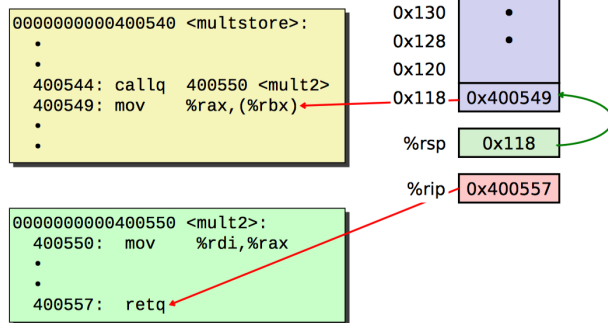 0000000000400540 <multstore>:
•
•
400544: callq 400550 <mult2>
400549: mov %rax,(%rbx)
•
•
0x130 •
0x128 •
0x120
0x118 0x400549
%rsp 0x118
%rip 0x400557
0000000000400550 <mult2>:
400550: mov %rdi,%rax
•
•
400557: retq